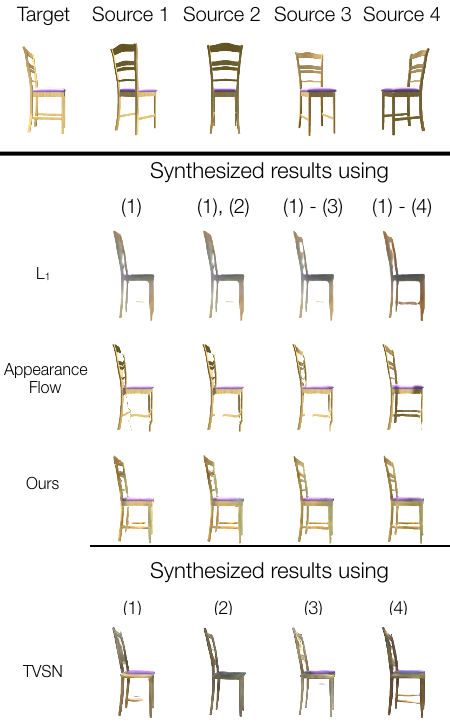 Target Source 1 Source 2 Source 3 Source 4
Synthesized results using
(1) (1), (2) (1) - (3) (1) - (4)
L1
Appearance
Flow
Ours
Synthesized results using
(1) (2) (3) (4)
TVSN